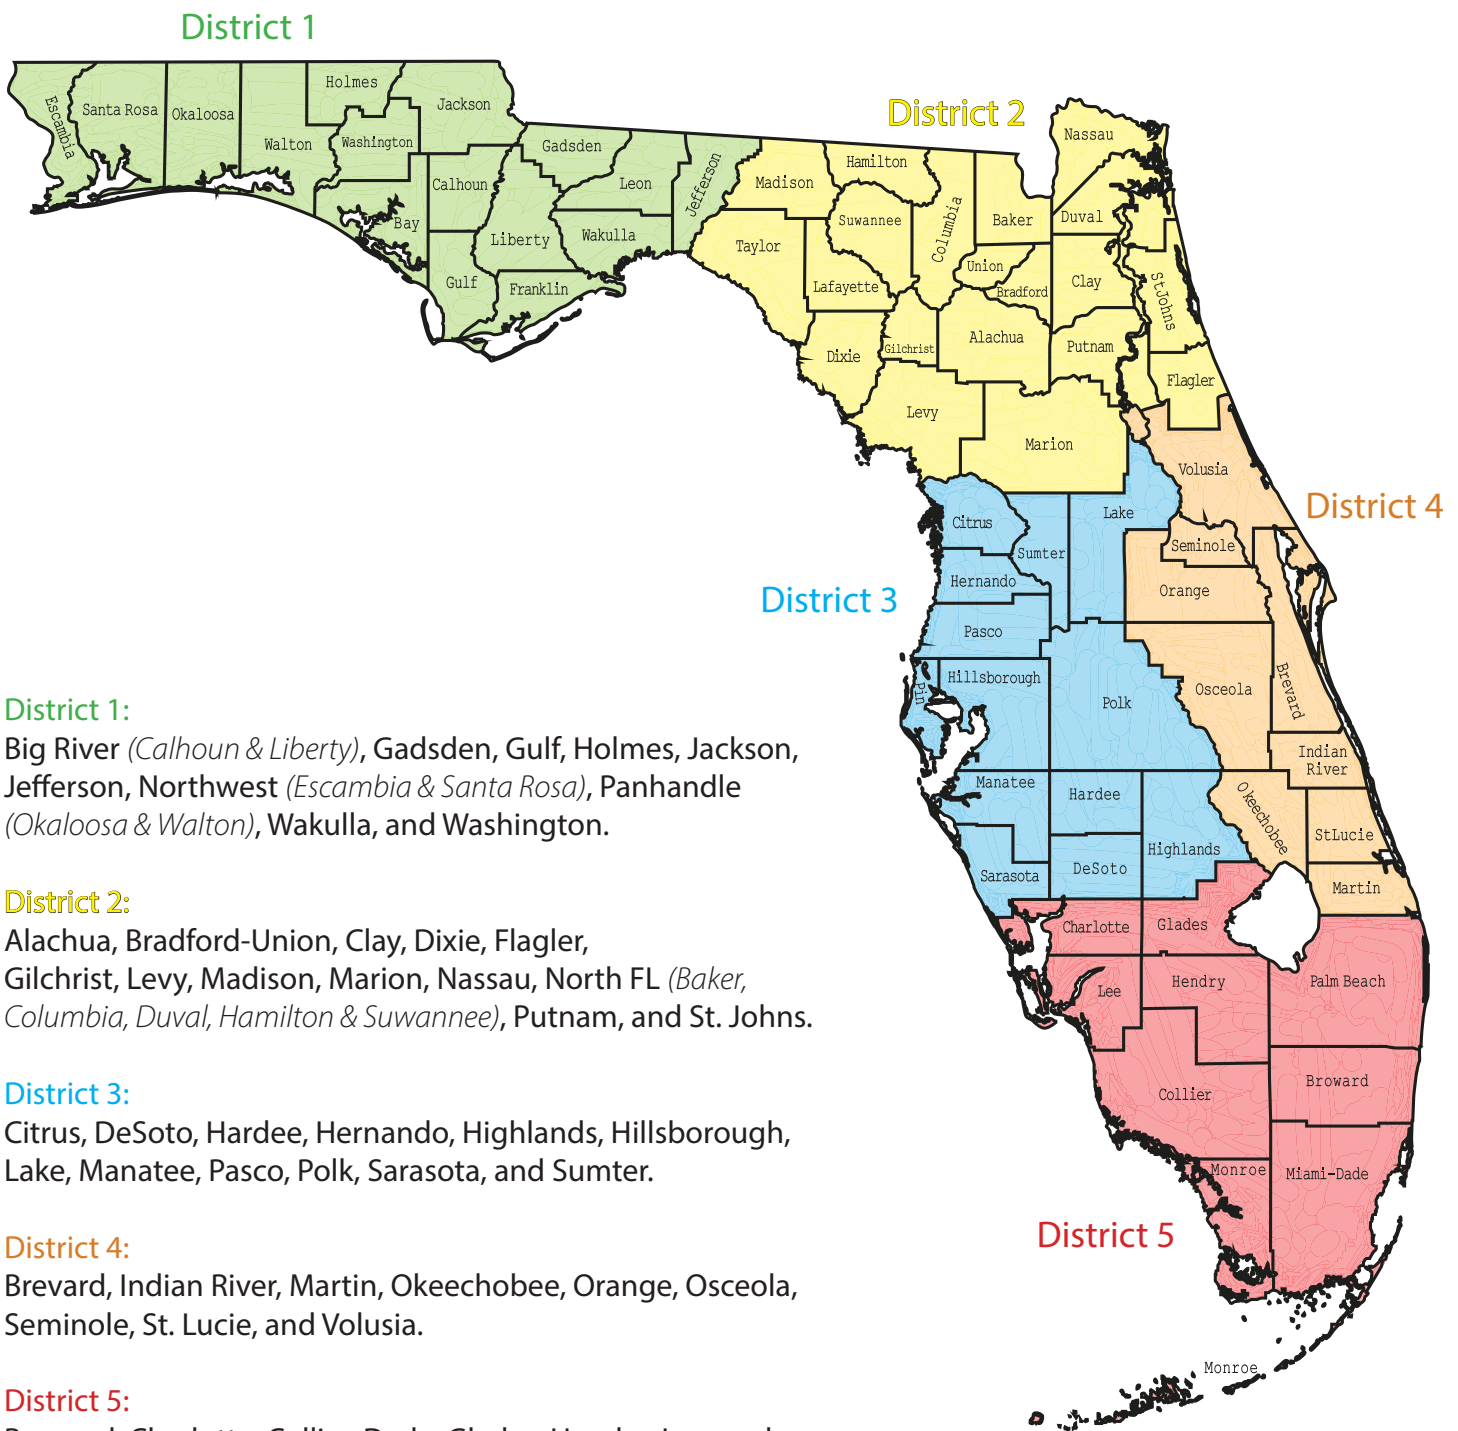 District 1
Holmes
Escambia
Santa Rosa
Okaloosa
Walton
Washington
Jackson
Bay
Calhoun
Gulf
Liberty
Franklin
Gadsden
Leon
Wakulla
Jefferson
District 2
Madison
Hamilton
Suwannee
Columbia
Baker
Nassau
Duval
Taylor
Lafayette
Union
Bradford
Clay
St Johns
Dixie
Gilchrist
Alachua
Putnam
Flagler
Levy
Marion
District 4
Volusia
Seminole
Orange
Osceola
Brevard
Indian
River
Okeechobee
StLucie
Martin
District 3
Citrus
Sumter
Lake
Hernando
Pasco
Pin
Hillsborough
Polk
Manatee
Hardee
Highlands
Sarasota
DeSoto
District 5
Charlotte
Glades
Lee
Hendry
Palm Beach
Collier
Broward
Monroe
Miami-Dade
Monroe
District 1:
Big River (Calhoun & Liberty), Gadsden, Gulf, Holmes, Jackson,
Jefferson, Northwest (Escambia & Santa Rosa), Panhandle
(Okaloosa & Walton), Wakulla, and Washington.
District 2:
Alachua, Bradford-Union, Clay, Dixie, Flagler,
Gilchrist, Levy, Madison, Marion, Nassau, North FL (Baker,
Columbia, Duval, Hamilton & Suwannee), Putnam, and St. Johns.
District 3:
Citrus, DeSoto, Hardee, Hernando, Highlands, Hillsborough,
Lake, Manatee, Pasco, Polk, Sarasota, and Sumter.
District 4:
Brevard, Indian River, Martin, Okeechobee, Orange, Osceola,
Seminole, St. Lucie, and Volusia.
District 5: